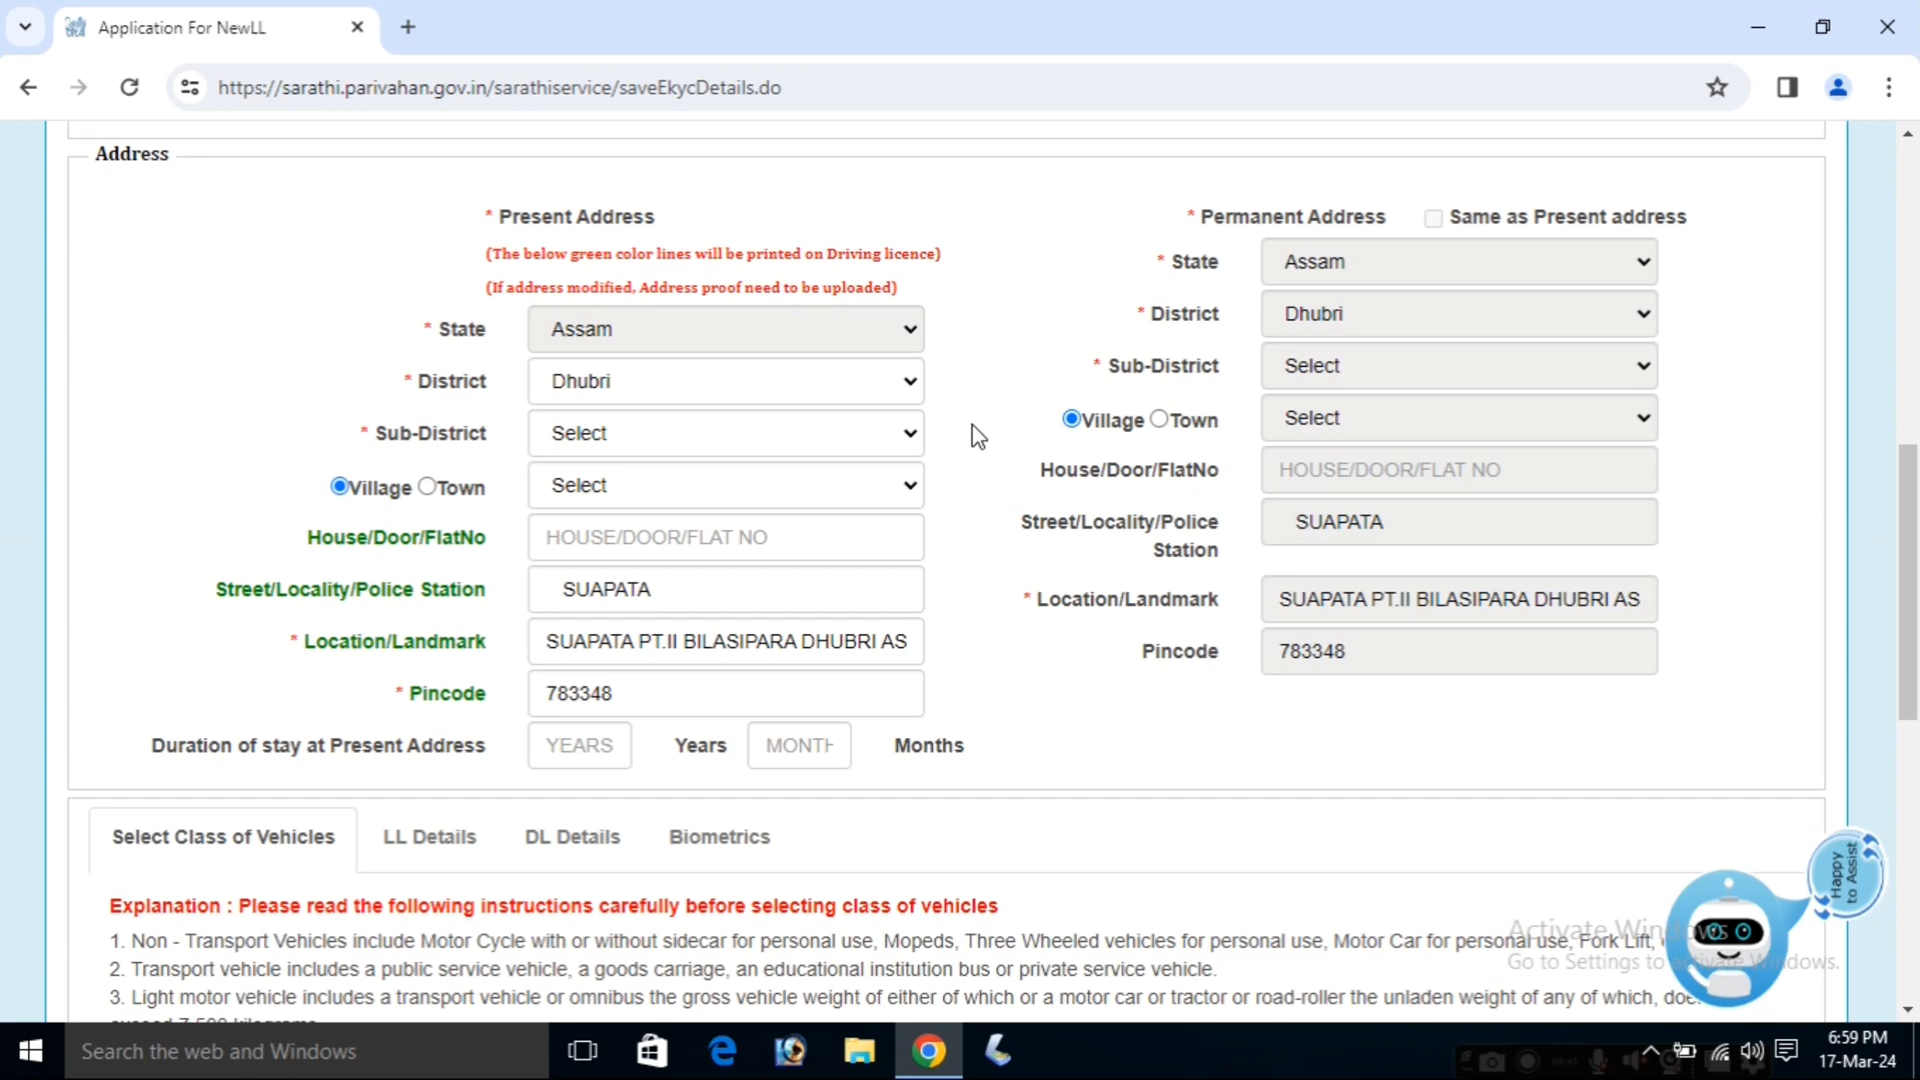 Application For NewLL
https://sarathi.parivahan.gov.in/sarathiservice/saveEkycDetails.do
Address
* Present Address
(The below green color lines will be printed on Driving licence)
(If address modified, Address proof need to be uploaded)
* State Assam
* District Dhubri
* Sub-District Select
Village Town Select
House/Door/FlatNo HOUSE/DOOR/FLAT NO
Street/Locality/Police Station SUAPATA
* Location/Landmark SUAPATA PT.II BILASIPARA DHUBRI AS
* Pincode 783348
Duration of stay at Present Address YEARS Years MONTH Months
* Permanent Address Same as Present address
* State Assam
* District Dhubri
* Sub-District Select
Village Town Select
House/Door/FlatNo HOUSE/DOOR/FLAT NO
Street/Locality/Police SUAPATA
Station
* Location/Landmark SUAPATA PT.II BILASIPARA DHUBRI AS
Pincode 783348
Select Class of Vehicles LL Details DL Details Biometrics
Explanation : Please read the following instructions carefully before selecting class of vehicles
1. Non - Transport Vehicles include Motor Cycle with or without sidecar for personal use, Mopeds, Three Wheeled vehicles for personal use, Motor Car for personal use, Fork Lift,
2. Transport vehicle includes a public service vehicle, a goods carriage, an educational institution bus or private service vehicle.
3. Light motor vehicle includes a transport vehicle or omnibus the gross vehicle weight of either of which or a motor car or tractor or road-roller the unladen weight of any of which, doe
Happy
to Assist
Activate Windows
Go to Settings to activate Windows.
Search the web and Windows
6:59 PM
17-Mar-24